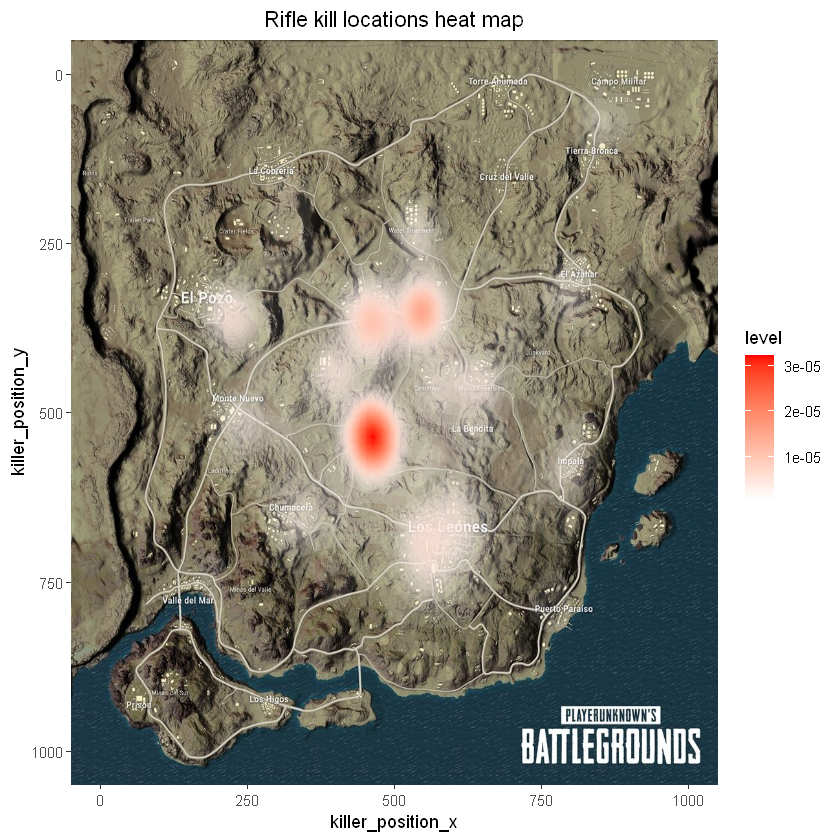 Rifle kill locations heat map
killer_position_y
0
250
500
750
1000
Torre Ahumada
Campo Militar
Tierra Bronca
La Cobreria
Cruz del Valle
Ruins
Trailer Park
Crater Fields
Water Treatment
El Azahar
El Pozo
Junkyard
Cemetery
Minas Generales
Monte Nuevo
La Bendita
Impala
Ladrillera
Chumacera
Los Leones
Minas del Valle
Valle del Mar
Puerto Paraiso
Minas del Sur
Prison
Los Higos
PLAYERUNKNOWN'S
BATTLEGROUNDS
level
3e-05
2e-05
1e-05
0
250
500
750
1000
killer_position_x